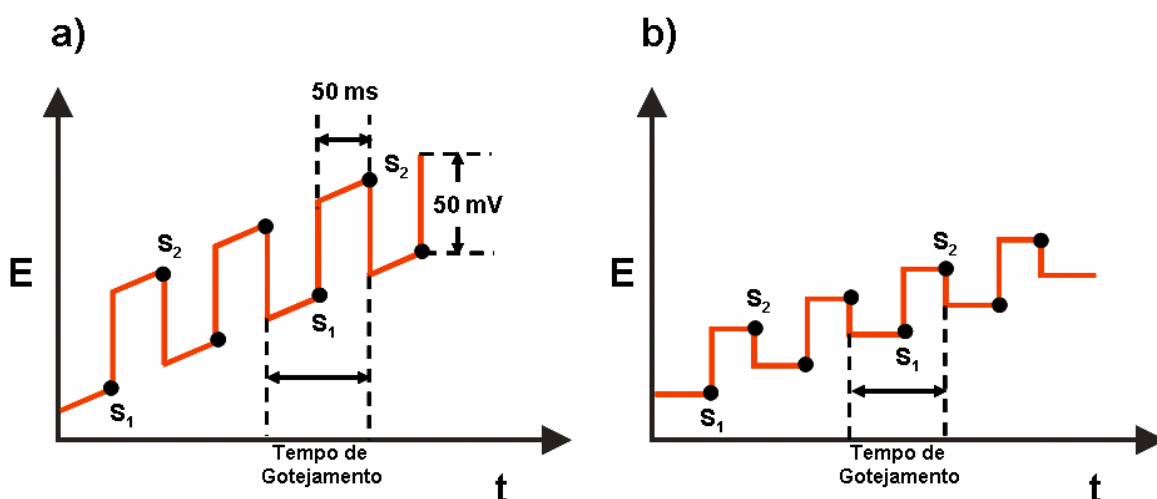 a)
50 ms
S₂
50 mV
S₂
E
S₁
S₁
Tempo de
Gotejamento
t
b)
S₂
S₂
E
S₁
S₁
Tempo de
Gotejamento
t